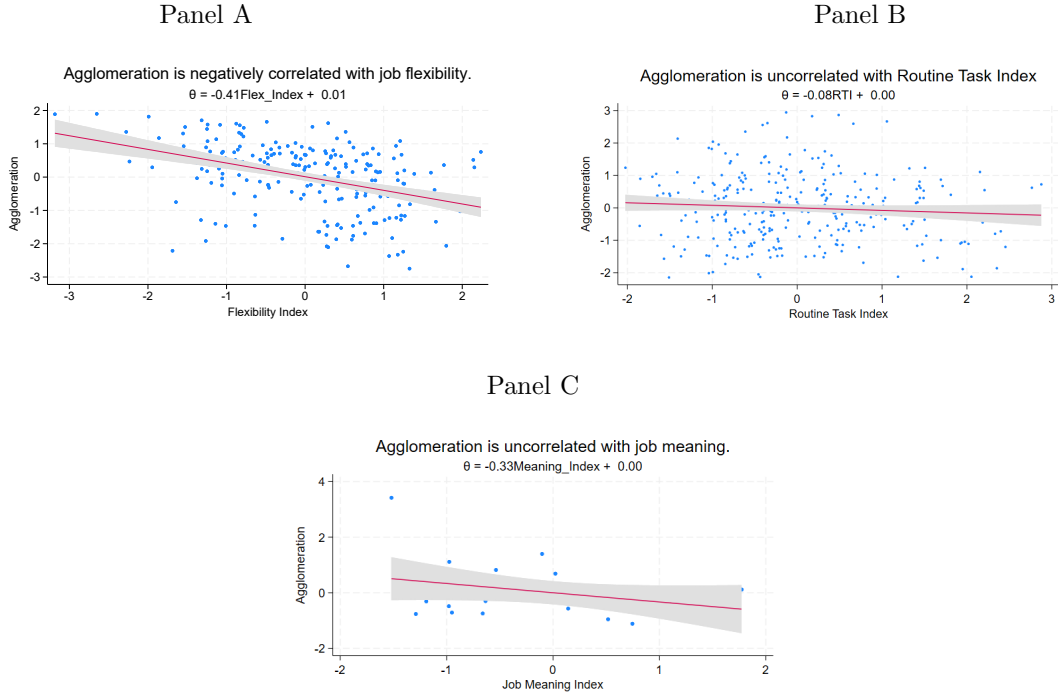 Panel A
Agglomeration is negatively correlated with job flexibility.
θ = -0.41Flex_Index + 0.01
Agglomeration
2
1
0
-1
-2
-3
-3 -2 -1 0 1 2
Flexibility Index
Panel B
Agglomeration is uncorrelated with Routine Task Index
θ = -0.08RTI + 0.00
Agglomeration
3
2
1
0
-1
-2
-2 -1 0 1 2 3
Routine Task Index
Panel C
Agglomeration is uncorrelated with job meaning.
θ = -0.33Meaning_Index + 0.00
Agglomeration
4
2
0
-2
-2 -1 0 1 2
Job Meaning Index